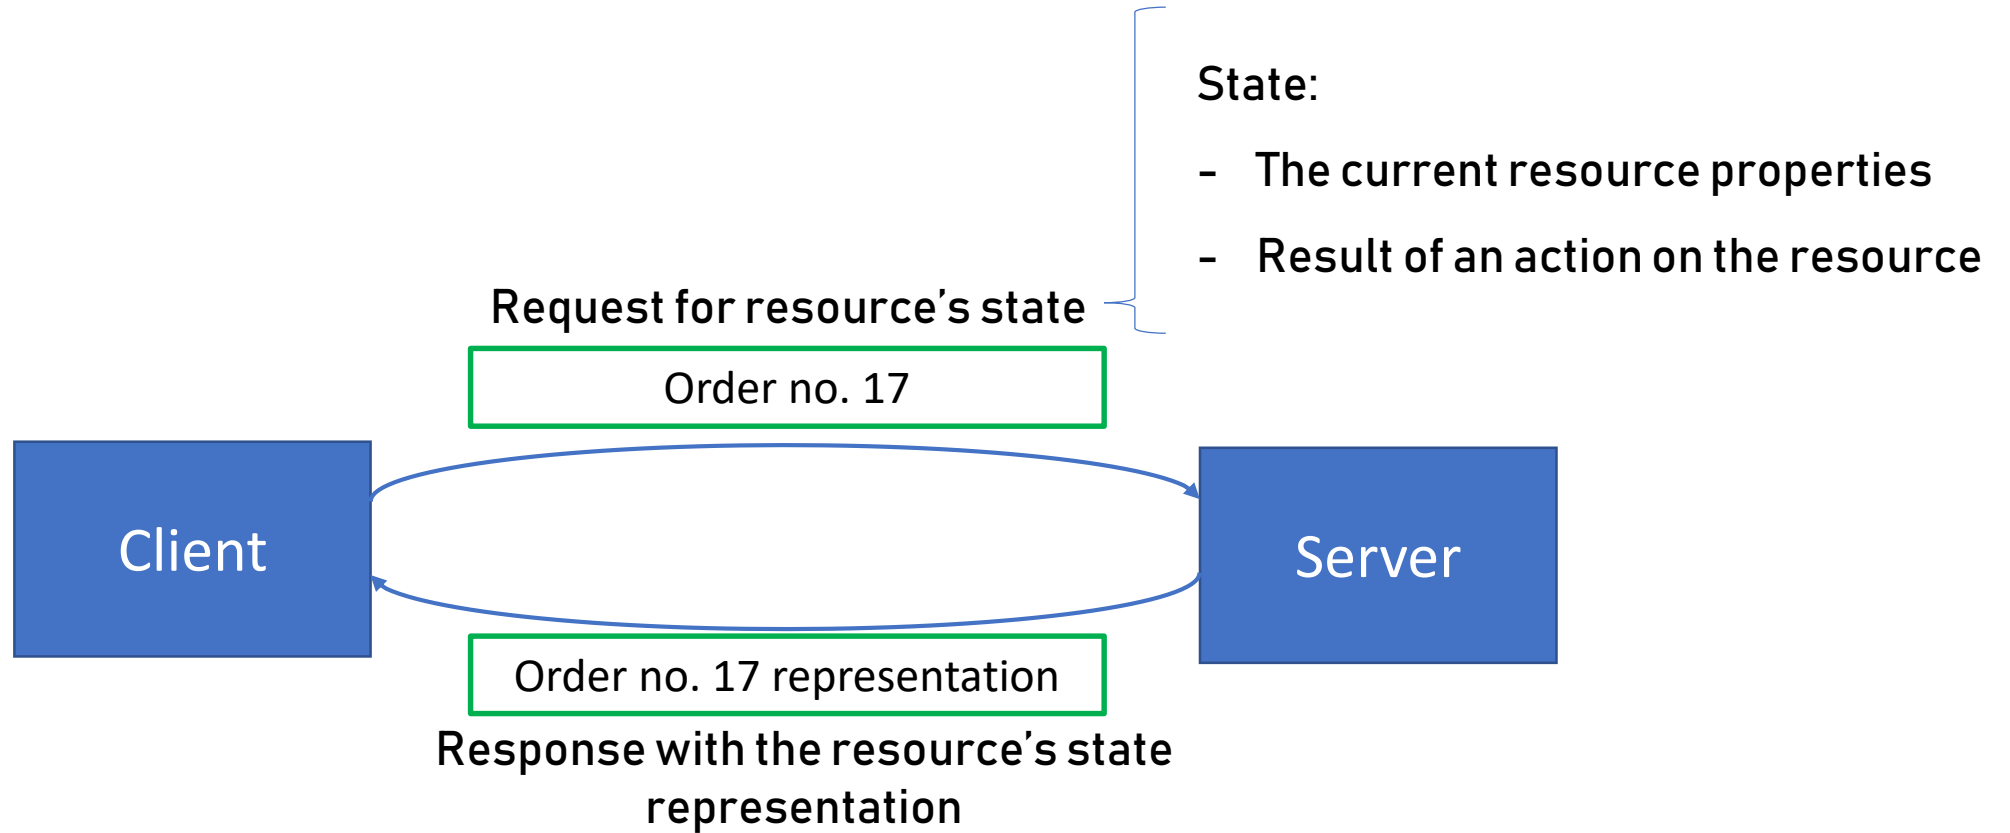 State:
- The current resource properties
- Result of an action on the resource
Request for resource’s state
Order no. 17
Client
Server
Order no. 17 representation
Response with the resource’s state
representation